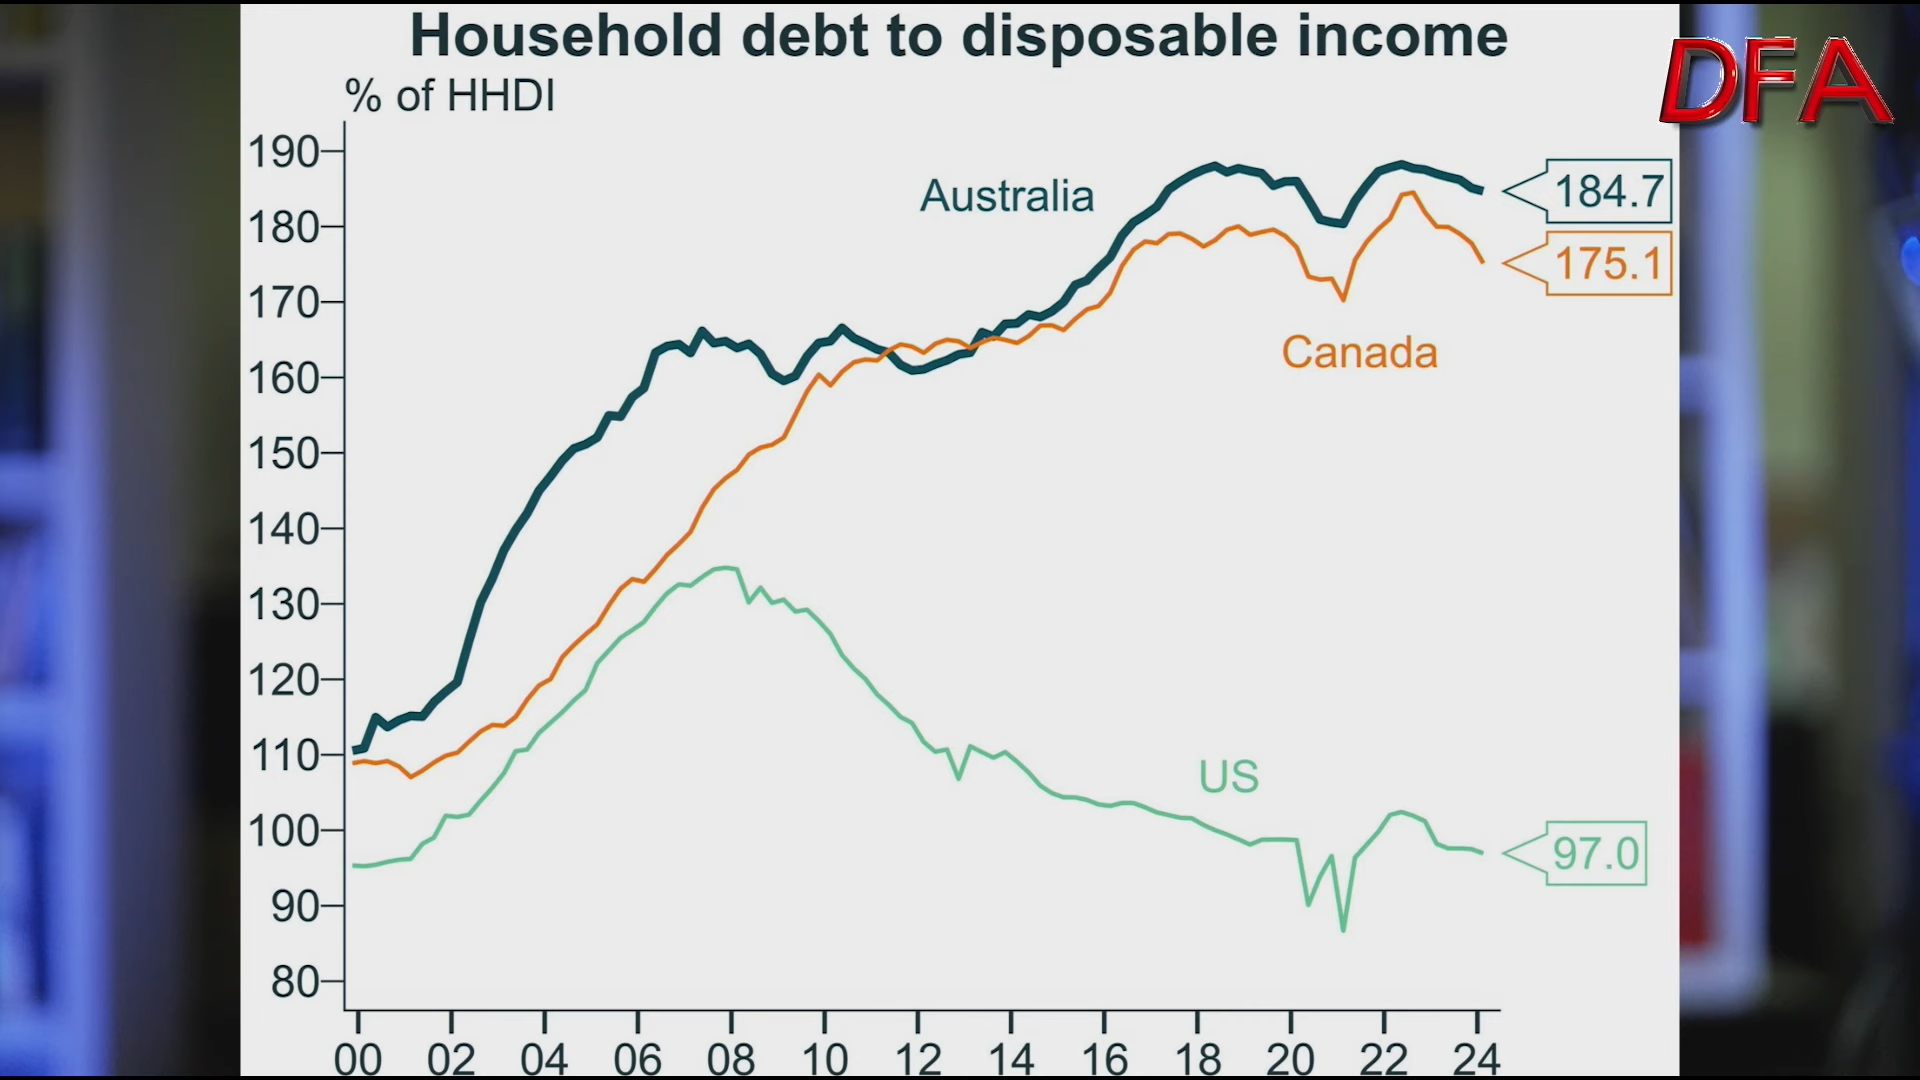 Household debt to disposable income
DFA
% of HHDI
190
180
170
160
150
140
130
120
110
100
90
80
Australia
184.7
175.1
Canada
US
97.0
00 02 04 06 08 10 12 14 16 18 20 22 24